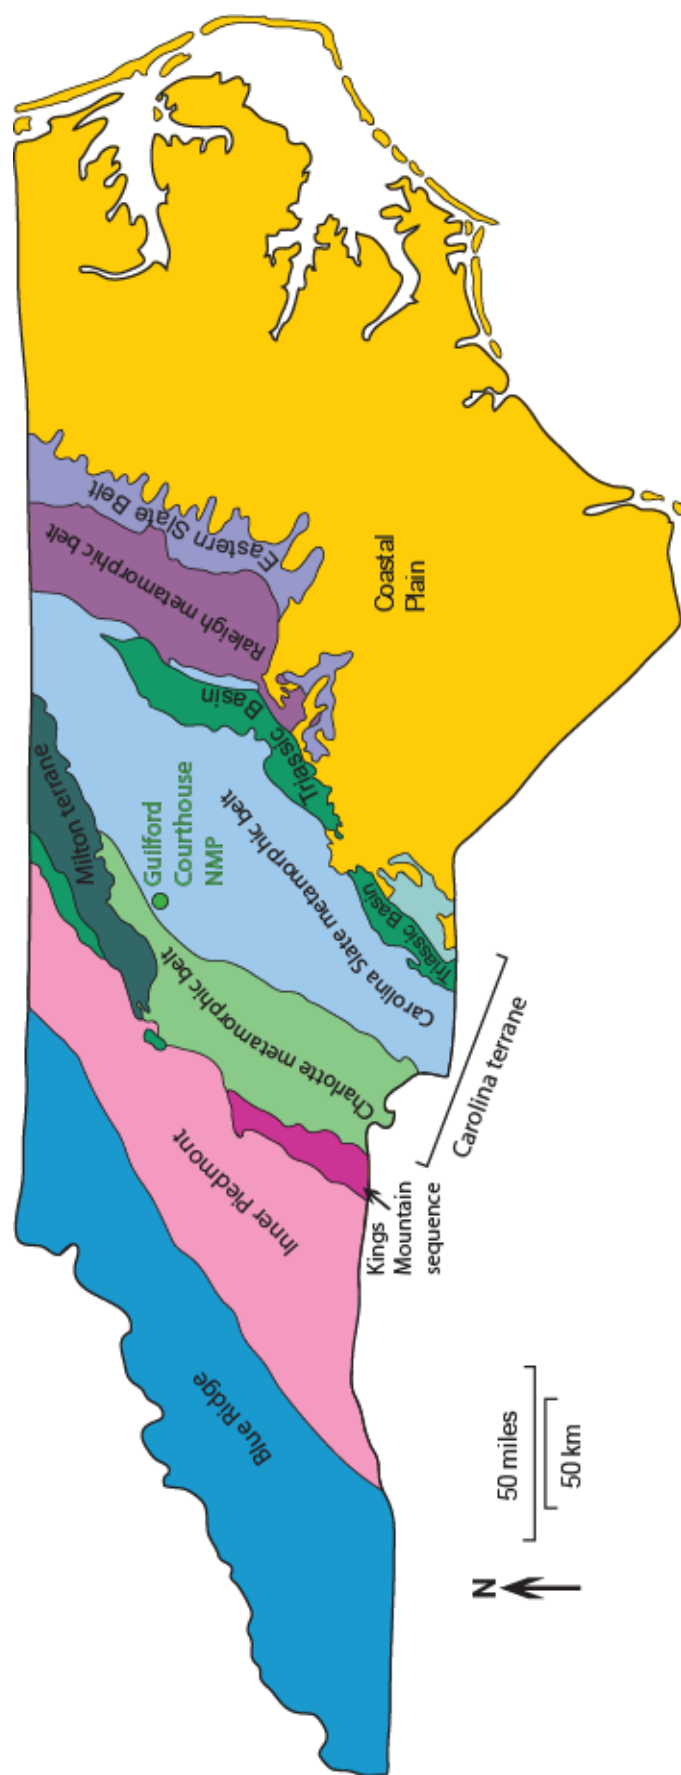 Blue Ridge
Inner Piedmont
Kings
Mountain
sequence
Charlotte metamorphic belt
Milton terrane
Guilford
Courthouse
NMP
Carolina Slate metamorphic belt
Carolina terrane
Triassic Basin
Triassic
Basin
Raleigh metamorphic belt
Eastern Slate Belt
Coastal
Plain
N
50 miles
50 km